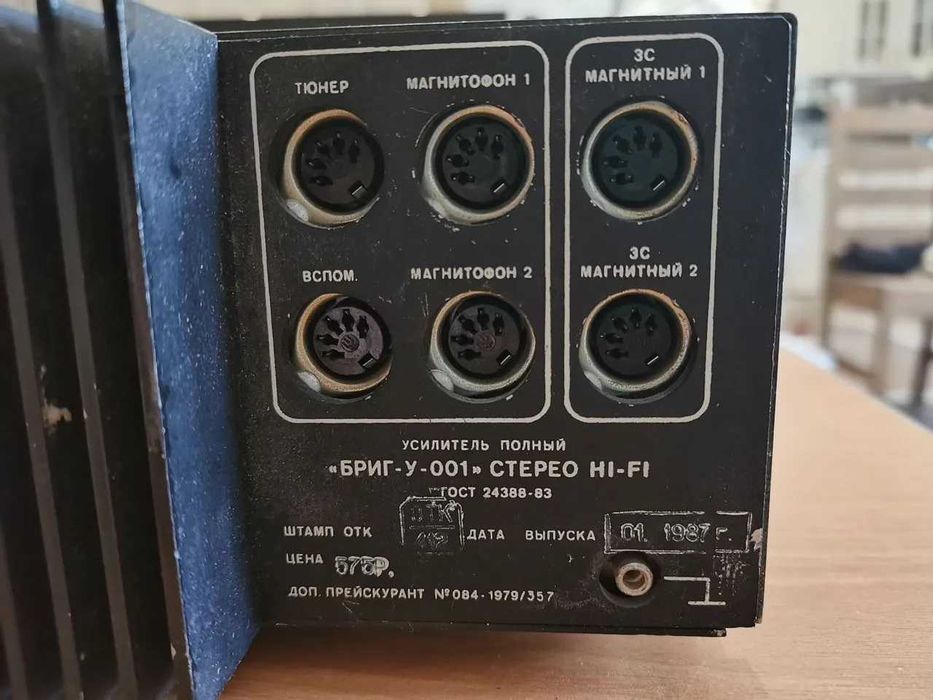 ТЮНЕР
МАГНИТОФОН 1
ЗС
МАГНИТНЫЙ 1
ВСПОМ.
МАГНИТОФОН 2
ЗС
МАГНИТНЫЙ 2
УСИЛИТЕЛЬ ПОЛНЫЙ
«БРИГ-У-001» СТЕРЕО HI-FI
ГОСТ 24388-83
ШТАМП ОТК ОТК ДАТА ВЫПУСКА 01. 1987 г.
ЦЕНА 575Р.
ДОП. ПРЕЙСКУРАНТ №084-1979/357